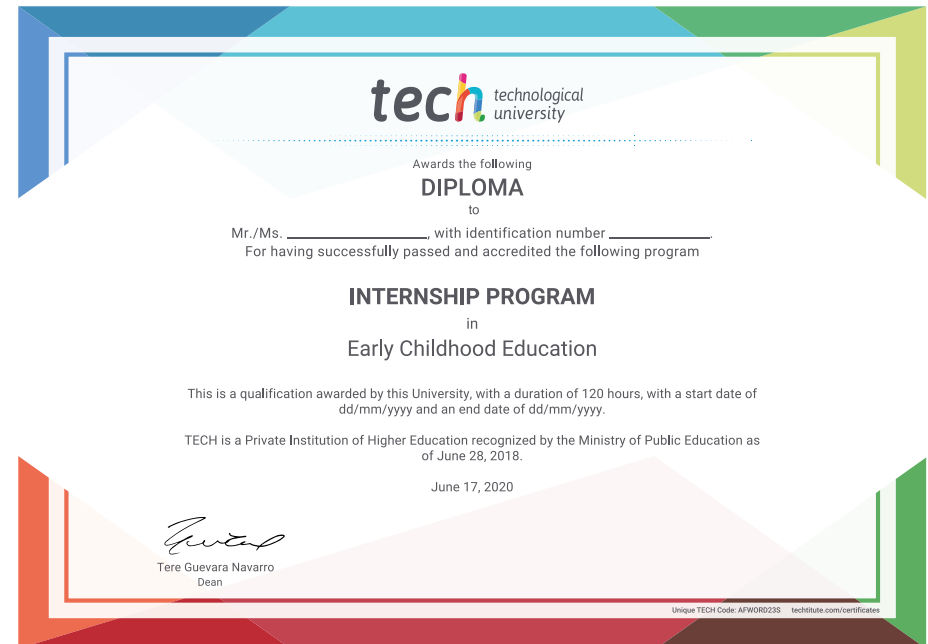 tech technological
university
Awards the following
DIPLOMA
to
Mr./Ms. ____________________, with identification number ______________.
For having successfully passed and accredited the following program
INTERNSHIP PROGRAM
in
Early Childhood Education
This is a qualification awarded by this University, with a duration of 120 hours, with a start date of
dd/mm/yyyy and an end date of dd/mm/yyyy.
TECH is a Private Institution of Higher Education recognized by the Ministry of Public Education as
of June 28, 2018.
June 17, 2020
Tere Guevara Navarro
Dean
Unique TECH Code: AFWORD23S techtitute.com/certificates